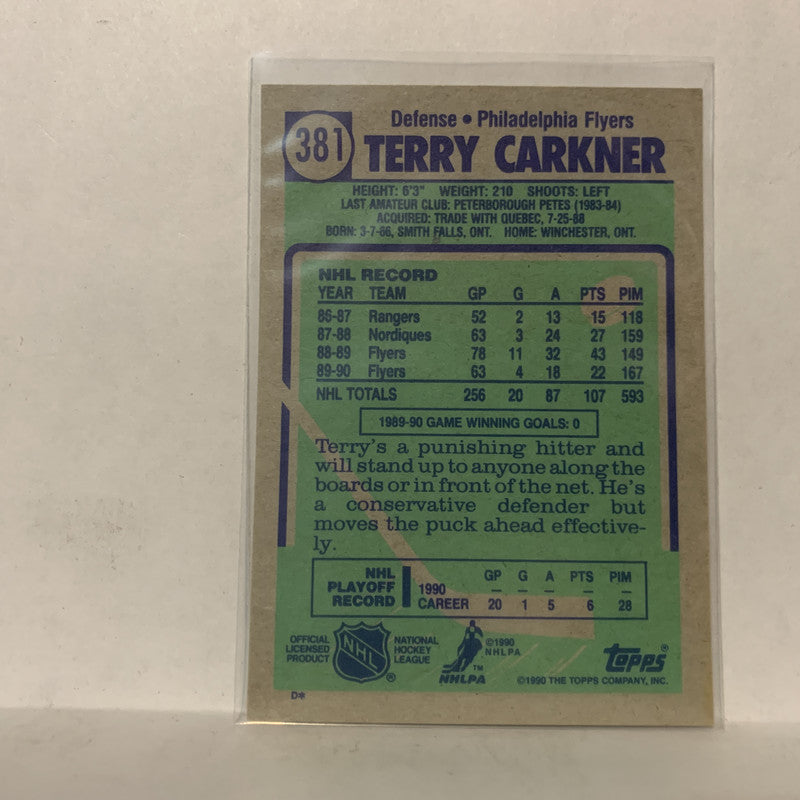 381
Defense • Philadelphia Flyers
TERRY CARKNER
HEIGHT: 6'3" WEIGHT: 210 SHOOTS: LEFT
LAST AMATEUR CLUB: PETERBOROUGH PETES (1983-84)
ACQUIRED: TRADE WITH QUEBEC, 7-25-88
BORN: 3-7-66, SMITH FALLS, ONT. HOME: WINCHESTER, ONT.
NHL RECORD
YEAR TEAM GP G A PTS PIM
86-87 Rangers 52 2 13 15 118
87-88 Nordiques 63 3 24 27 159
88-89 Flyers 78 11 32 43 149
89-90 Flyers 63 4 18 22 167
NHL TOTALS 256 20 87 107 593
1989-90 GAME WINNING GOALS: 0
Terry's a punishing hitter and
will stand up to anyone along the
boards or in front of the net. He's
a conservative defender but
moves the puck ahead effective-
ly.
NHL PLAYOFF RECORD
GP G A PTS PIM
1990 — — — — —
CAREER 20 1 5 6 28
OFFICIAL LICENSED PRODUCT
NHL
®
NATIONAL HOCKEY LEAGUE
©1990 NHLPA
TM
NHLPA
topps®
©1990 THE TOPPS COMPANY, INC.
D*